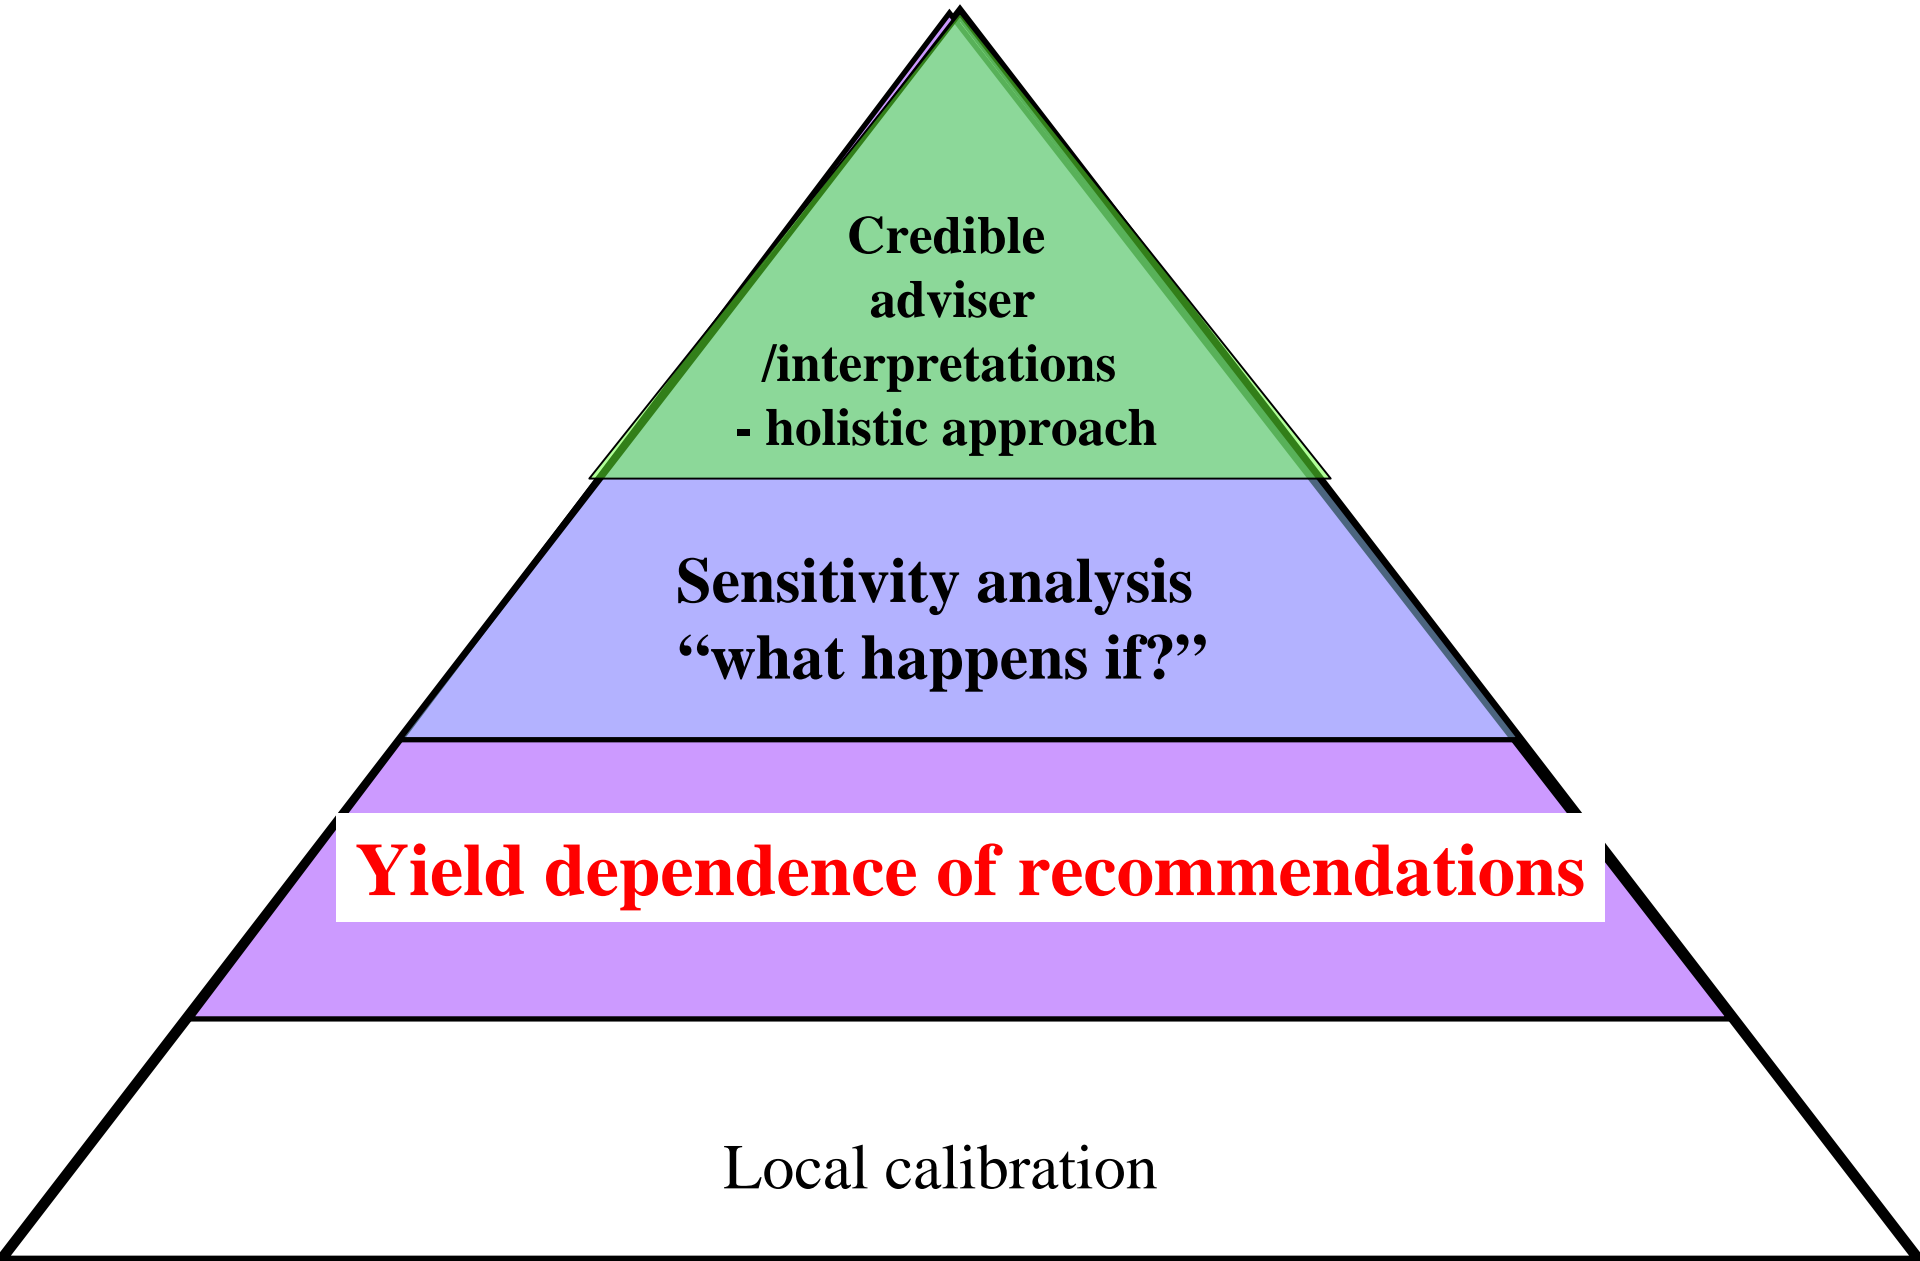 Credible
adviser
/interpretations
- holistic approach
Sensitivity analysis
“what happens if?”
Yield dependence of recommendations
Local calibration